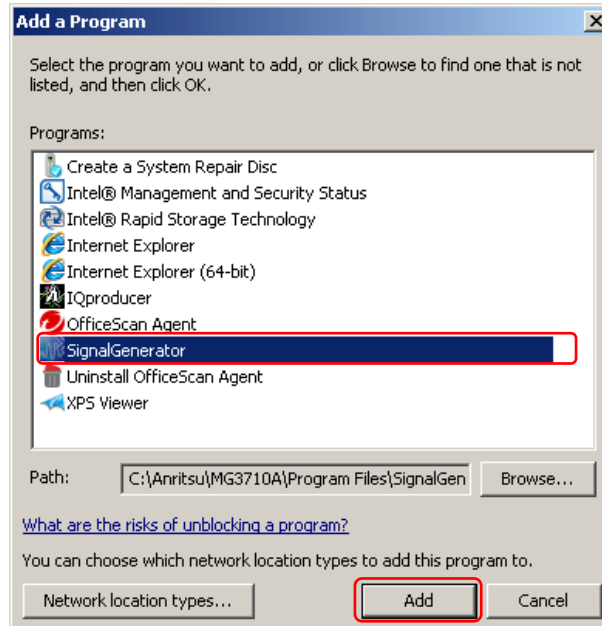 Add a Program
Select the program you want to add, or click Browse to find one that is not
listed, and then click OK.
Programs:
Create a System Repair Disc
Intel® Management and Security Status
Intel® Rapid Storage Technology
Internet Explorer
Internet Explorer (64-bit)
IQproducer
OfficeScan Agent
SignalGenerator
Uninstall OfficeScan Agent
XPS Viewer
Path: C:\Anritsu\MG3710A\Program Files\SignalGen Browse...
What are the risks of unblocking a program?
You can choose which network location types to add this program to.
Network location types... Add Cancel